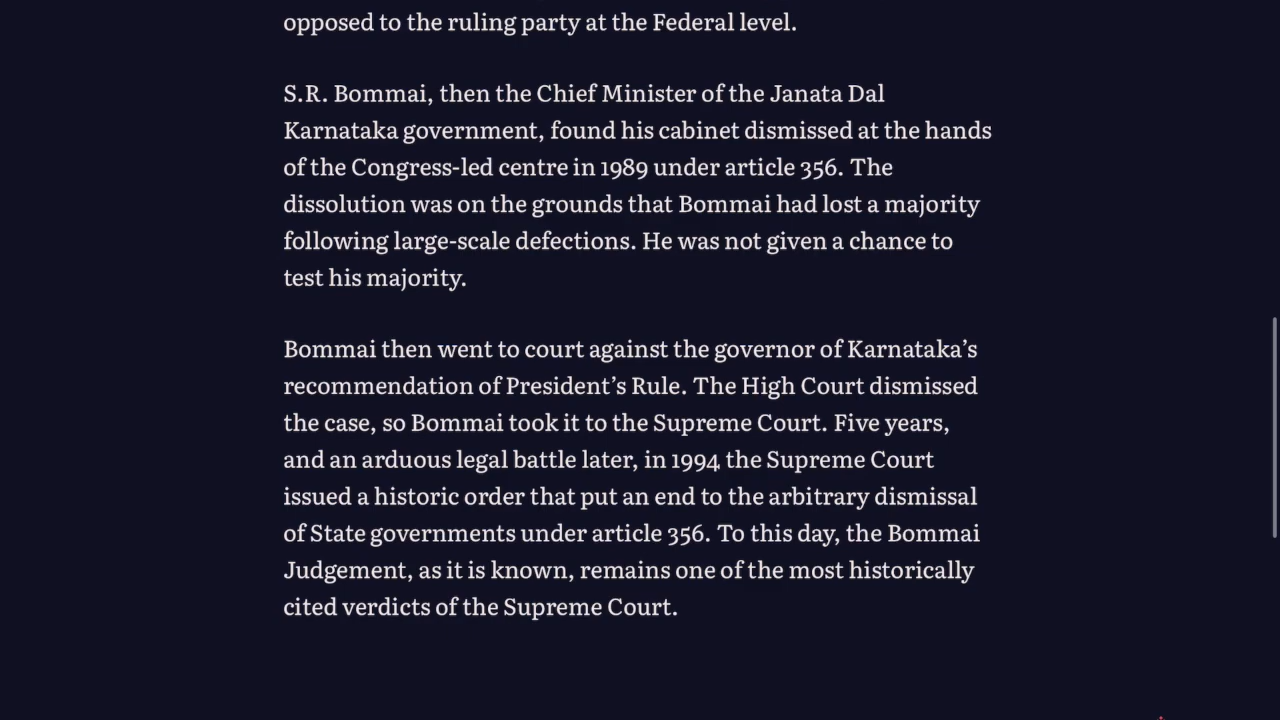 opposed to the ruling party at the Federal level.
S.R. Bommai, then the Chief Minister of the Janata Dal
Karnataka government, found his cabinet dismissed at the hands
of the Congress-led centre in 1989 under article 356. The
dissolution was on the grounds that Bommai had lost a majority
following large-scale defections. He was not given a chance to
test his majority.
Bommai then went to court against the governor of Karnataka’s
recommendation of President’s Rule. The High Court dismissed
the case, so Bommai took it to the Supreme Court. Five years,
and an arduous legal battle later, in 1994 the Supreme Court
issued a historic order that put an end to the arbitrary dismissal
of State governments under article 356. To this day, the Bommai
Judgement, as it is known, remains one of the most historically
cited verdicts of the Supreme Court.